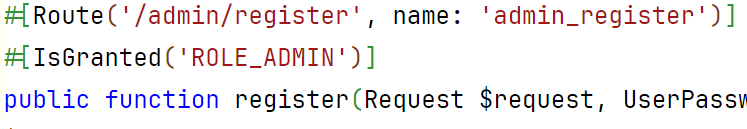 #[Route('/admin/register', name: 'admin_register')]
#[IsGranted('ROLE_ADMIN')]
public function register(Request $request, UserPassw